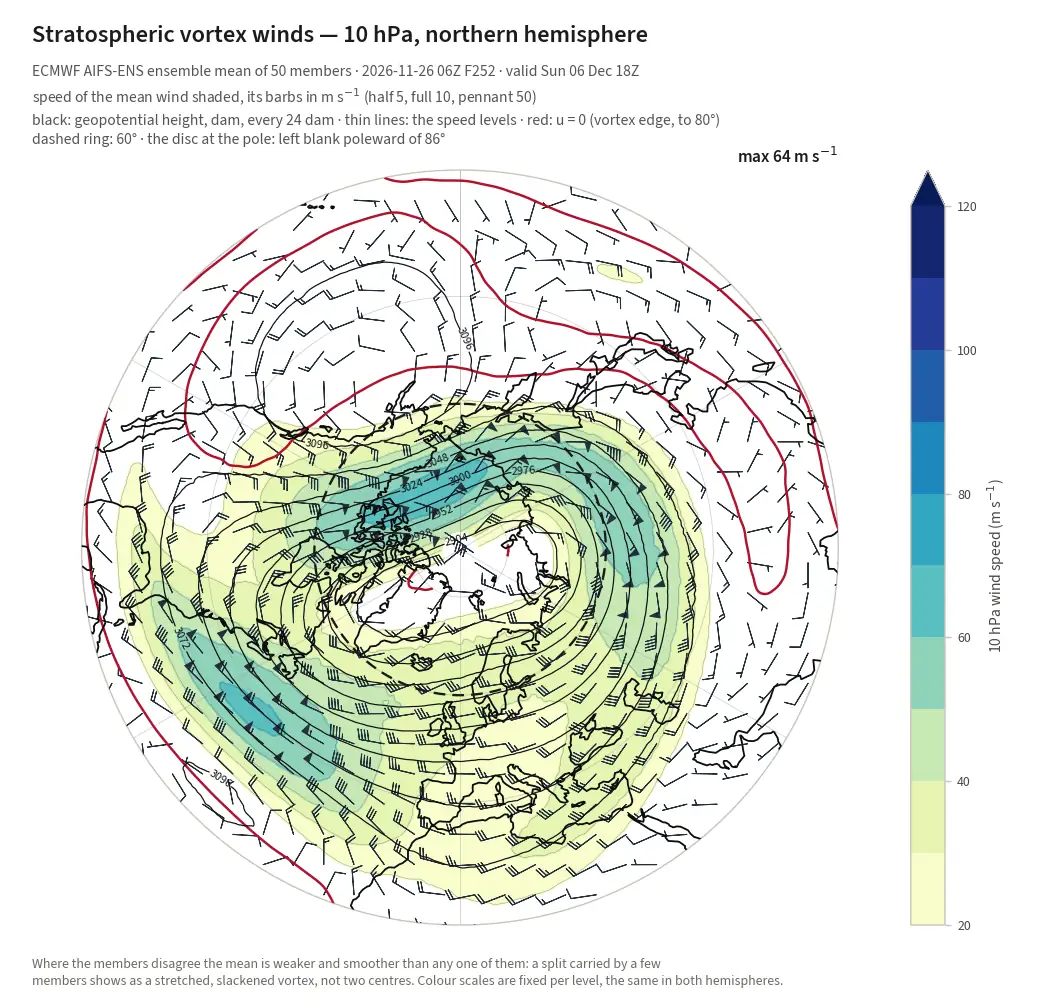 Stratospheric vortex winds — 10 hPa, northern hemisphere
ECMWF AIFS-ENS ensemble mean of 50 members · 2026-11-26 06Z F252 · valid Sun 06 Dec 18Z
speed of the mean wind shaded, its barbs in m s⁻¹ (half 5, full 10, pennant 50)
black: geopotential height, dam, every 24 dam · thin lines: the speed levels · red: u = 0 (vortex edge, to 80°)
dashed ring: 60° · the disc at the pole: left blank poleward of 86°
max 64 m s⁻¹
120
100
80
60
40
20
10 hPa wind speed (m s⁻¹)
3096
3096
3048
3024
3000
2976
2952
2928
2904
3072
3096
Where the members disagree the mean is weaker and smoother than any one of them: a split carried by a few
members shows as a stretched, slackened vortex, not two centres. Colour scales are fixed per level, the same in both hemispheres.